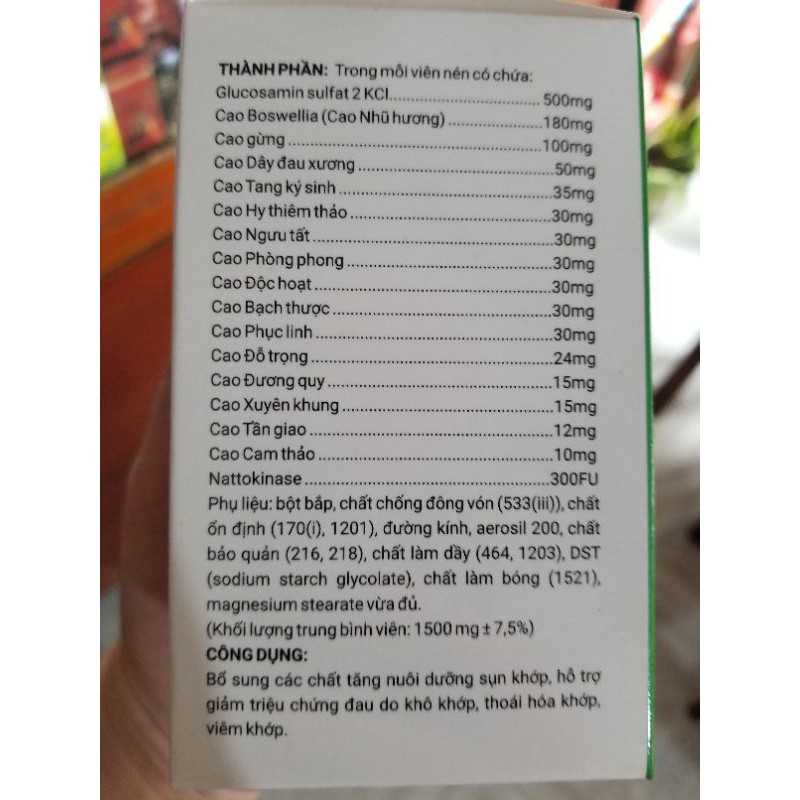 THÀNH PHẦN: Trong mỗi viên nén có chứa:
Glucosamin sulfat 2 KCl............................ 500mg
Cao Boswellia (Cao Nhũ hương) .................180mg
Cao gừng ..............................................100mg
Cao Dây đau xương ....................................50mg
Cao Tang ký sinh ........................................35mg
Cao Hy thiêm thảo .....................................30mg
Cao Ngưu tất .............................................30mg
Cao Phòng phong ......................................30mg
Cao Độc hoạt ............................................30mg
Cao Bạch thược .........................................30mg
Cao Phục linh ............................................30mg
Cao Đỗ trọng .............................................24mg
Cao Đương quy ..........................................15mg
Cao Xuyên khung .......................................15mg
Cao Tần giao .............................................12mg
Cao Cam thảo ............................................10mg
Nattokinase ..............................................300FU
Phụ liệu: bột bắp, chất chống đông vón (533(iii)), chất
ổn định (170(i), 1201), đường kính, aerosil 200, chất
bảo quản (216, 218), chất làm dầy (464, 1203), DST
(sodium starch glycolate), chất làm bóng (1521),
magnesium stearate vừa đủ.
(Khối lượng trung bình viên: 1500 mg ± 7,5%)
CÔNG DỤNG:
Bổ sung các chất tăng nuôi dưỡng sụn khớp, hỗ trợ
giảm triệu chứng đau do khô khớp, thoái hóa khớp,
viêm khớp.